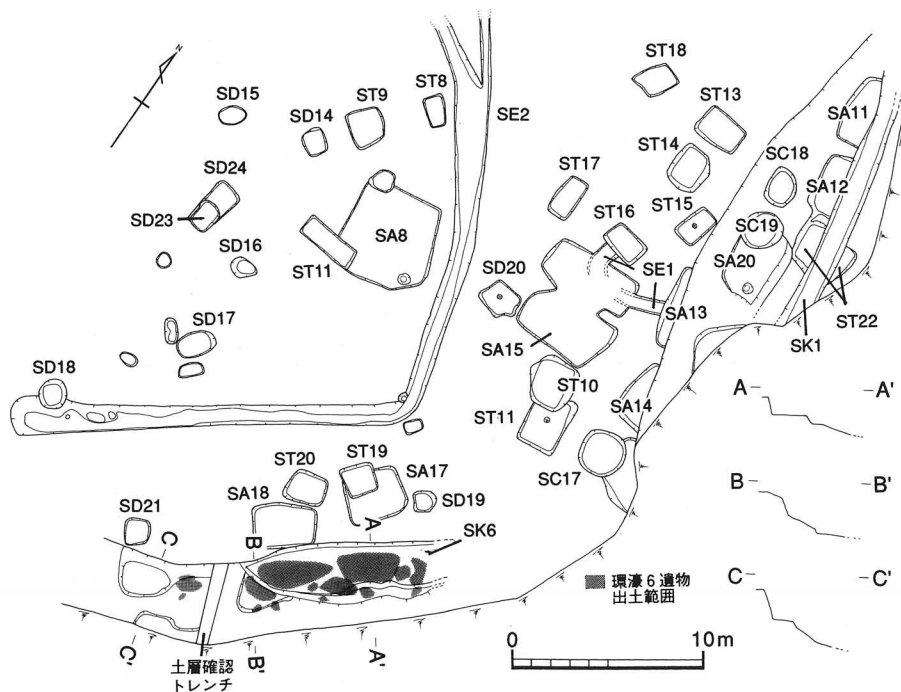 N
SD15
SD14
ST9
ST8
SE2
ST18
ST13
SA11
SD24
SD23
ST14
SC18
ST17
SA12
ST15
SC19
ST16
SA8
SD16
ST11
SA20
SE1
SD20
SA13
ST22
SK1
SD17
SA15
SD18
ST10
SA14
A
A'
ST11
SC17
ST20
ST19
SA17
SA18
SD19
B
B'
SD21
A
C
B
SK6
C
C'
環濠6遺物
出土範囲
0
10m
C'
B'
A'
土層確認
トレンチ